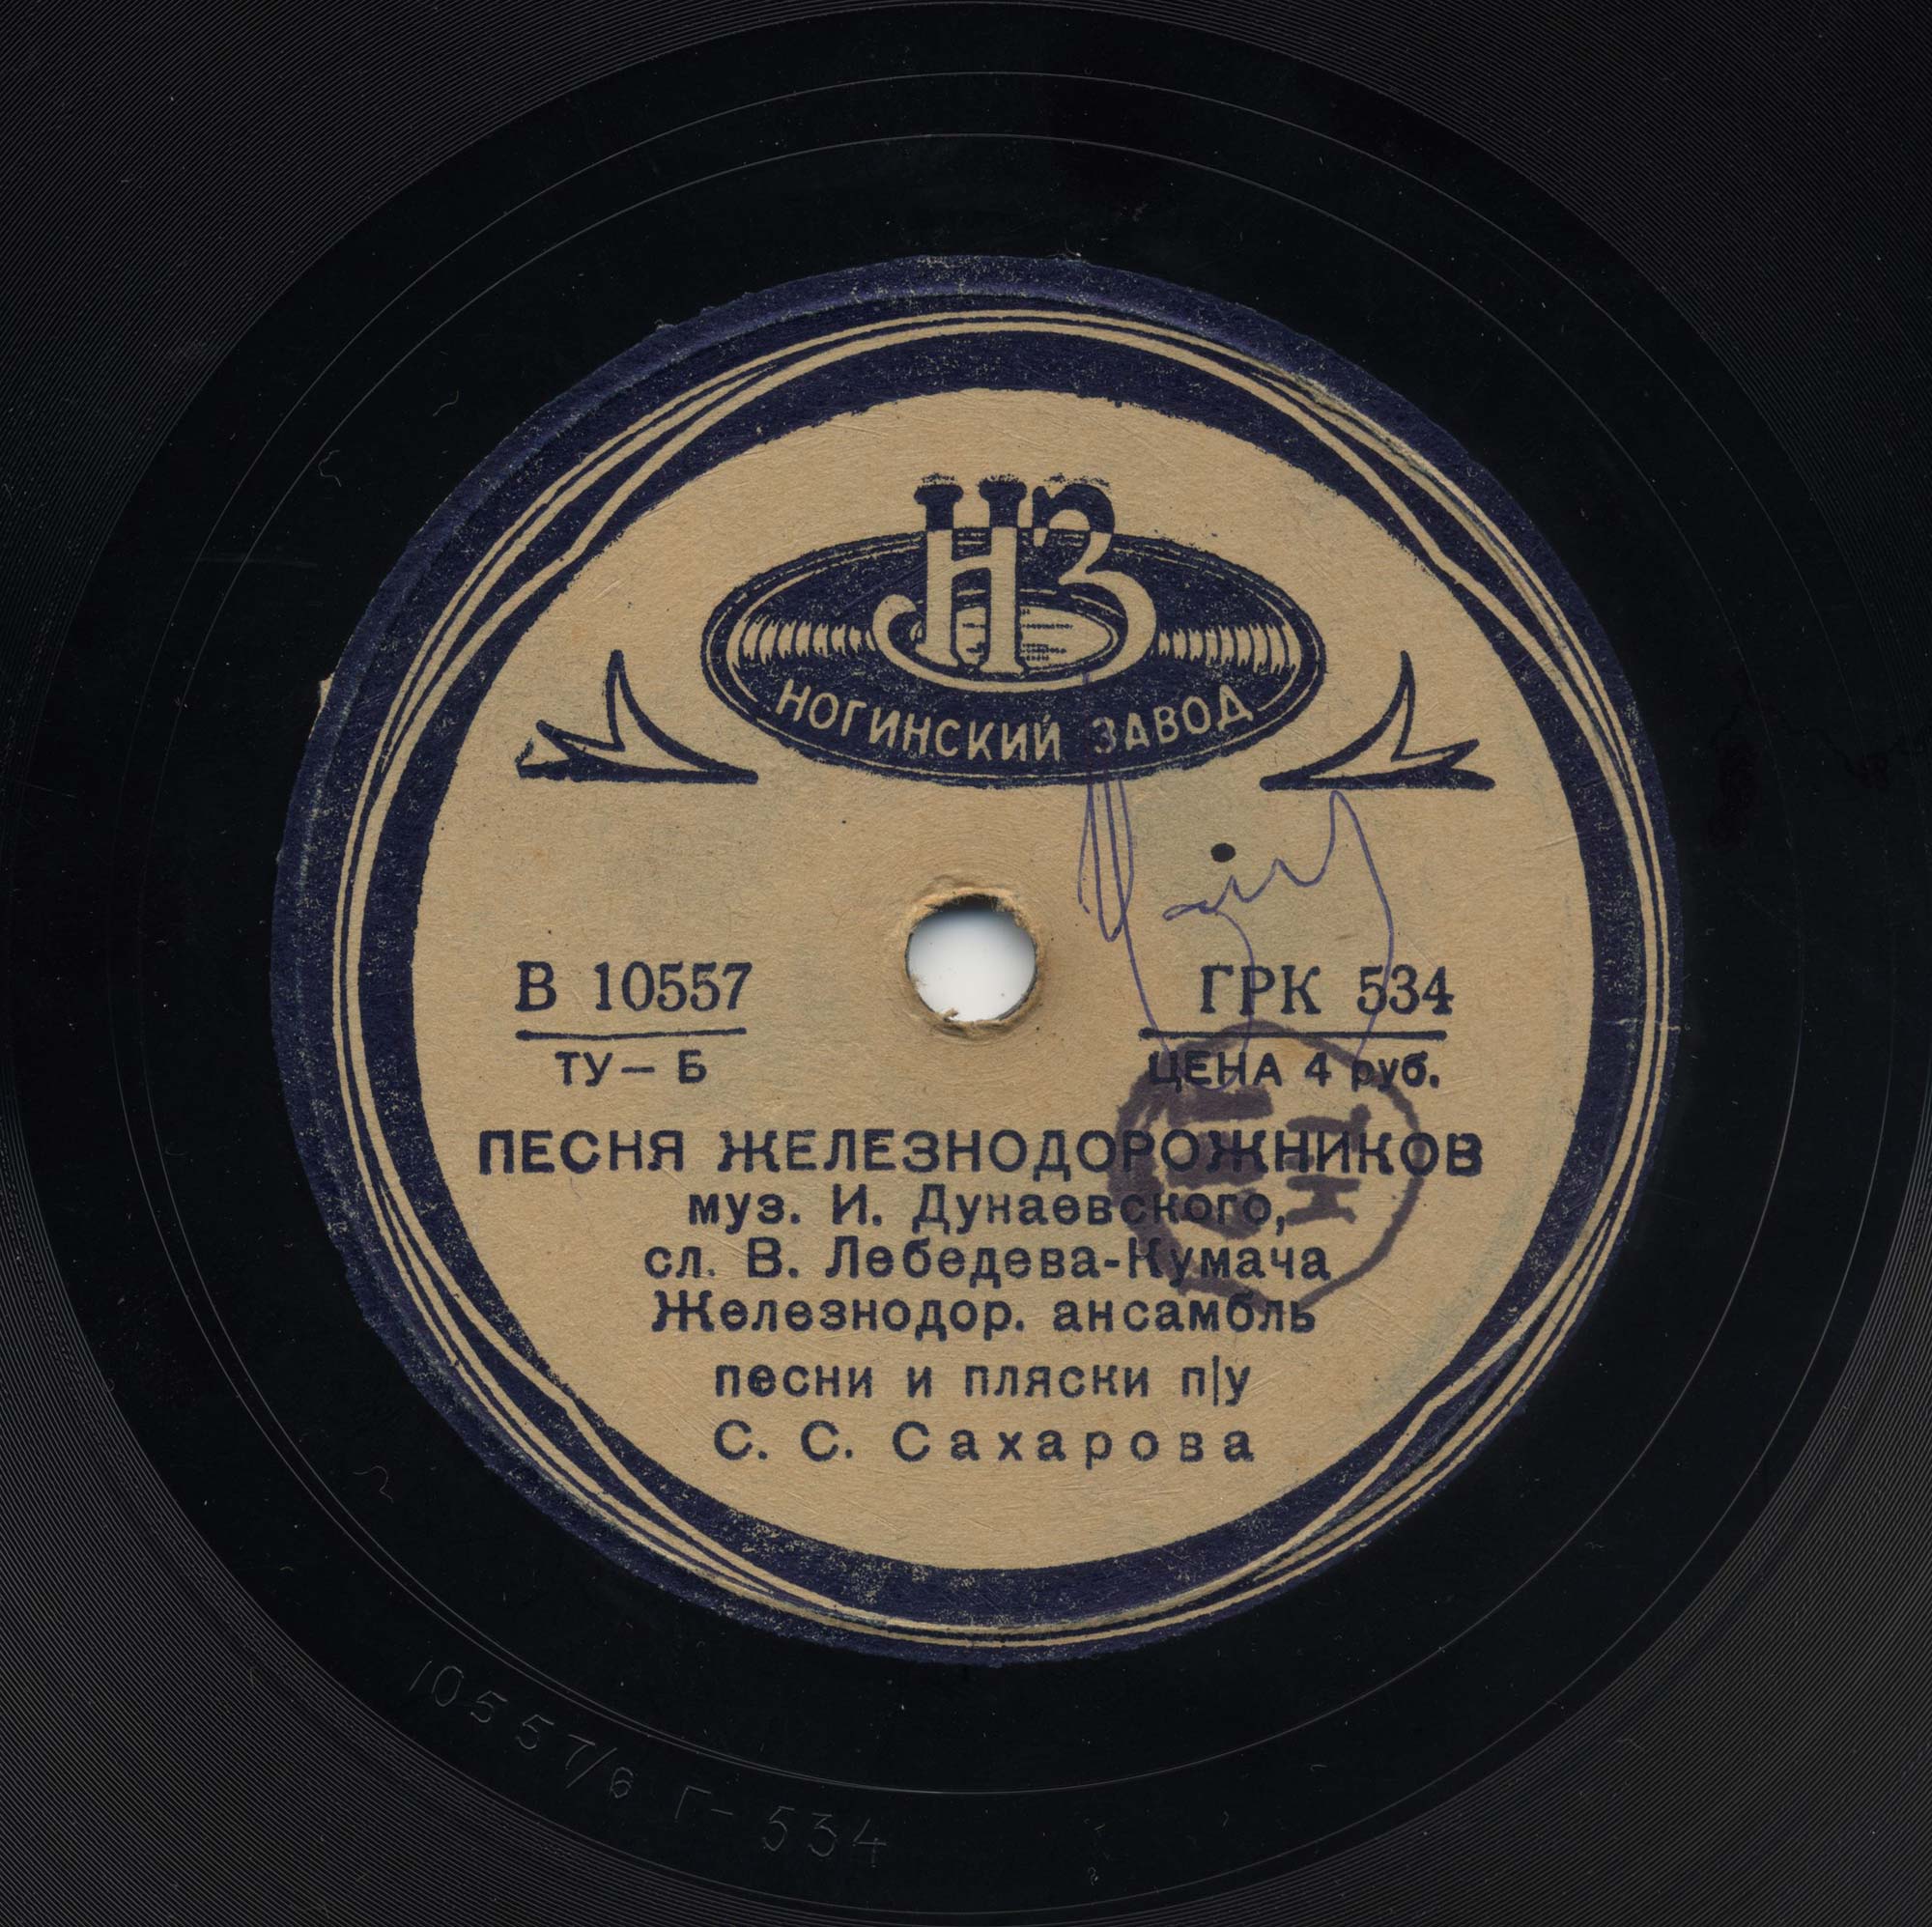 НЗ
НОГИНСКИЙ ЗАВОД
В 10557
ТУ — Б
ГРК 534
ЦЕНА 4 руб.
ПЕСНЯ ЖЕЛЕЗНОДОРОЖНИКОВ
муз. И. Дунаевского,
сл. В. Лебедева-Кумача
Железнодор. ансамбль
песни и пляски п|у
С. С. Сахарова
10557/6 Г-534